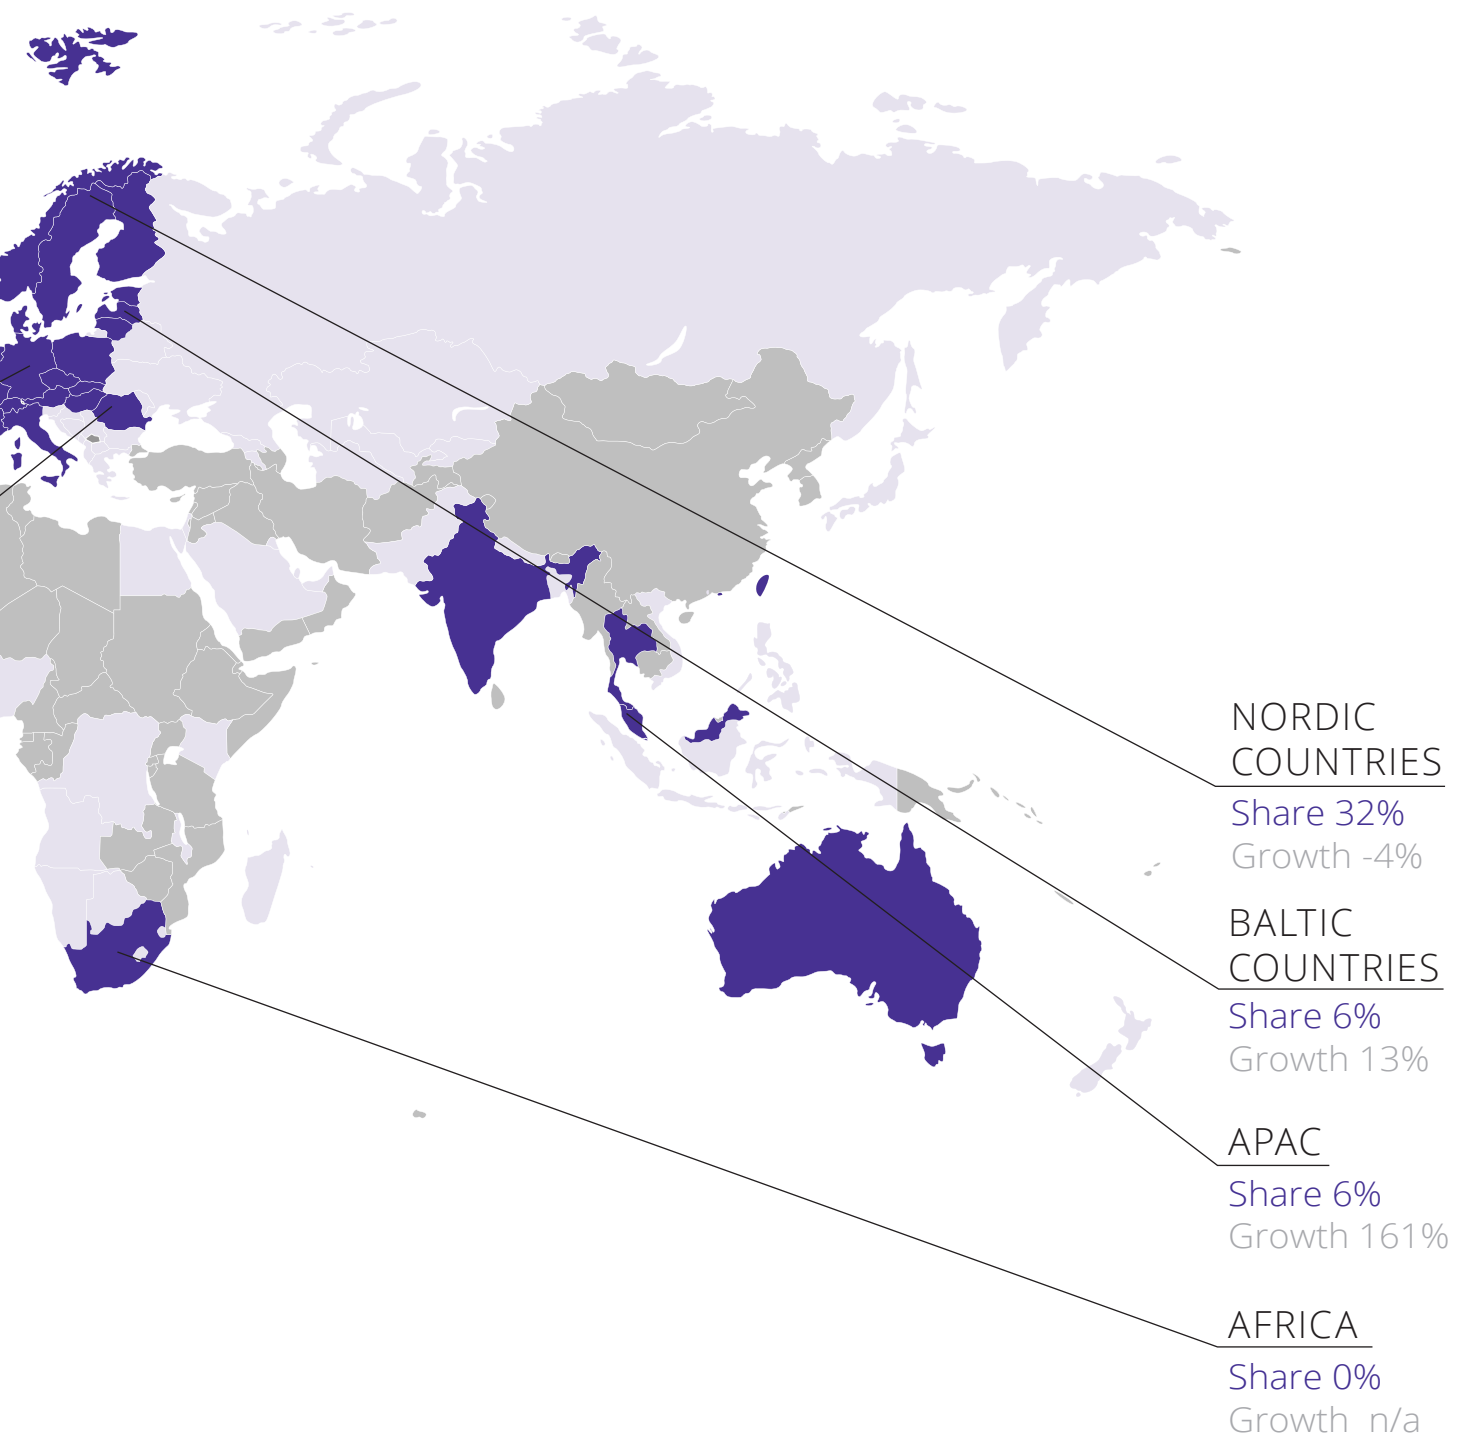 NORDIC
COUNTRIES
Share 32%
Growth -4%
BALTIC
COUNTRIES
Share 6%
Growth 13%
APAC
Share 6%
Growth 161%
AFRICA
Share 0%
Growth n/a